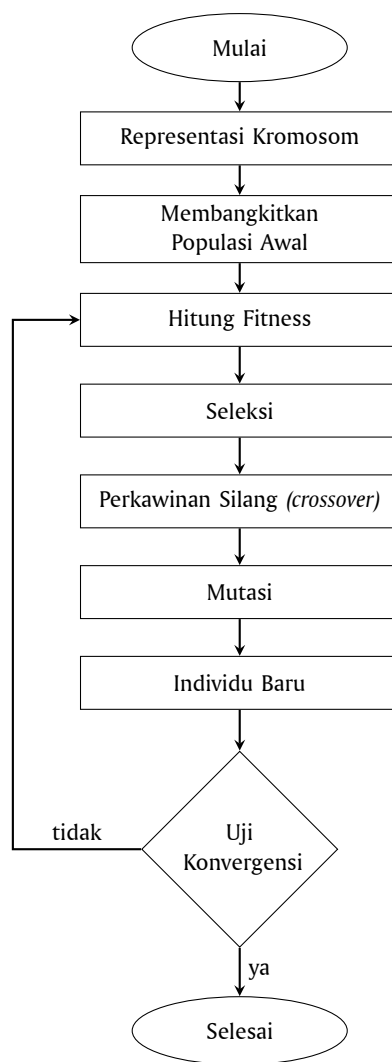 Mulai
Representasi Kromosom
Membangkitkan
Populasi Awal
Hitung Fitness
Seleksi
Perkawinan Silang (crossover)
Mutasi
Individu Baru
tidak
Uji
Konvergensi
ya
Selesai